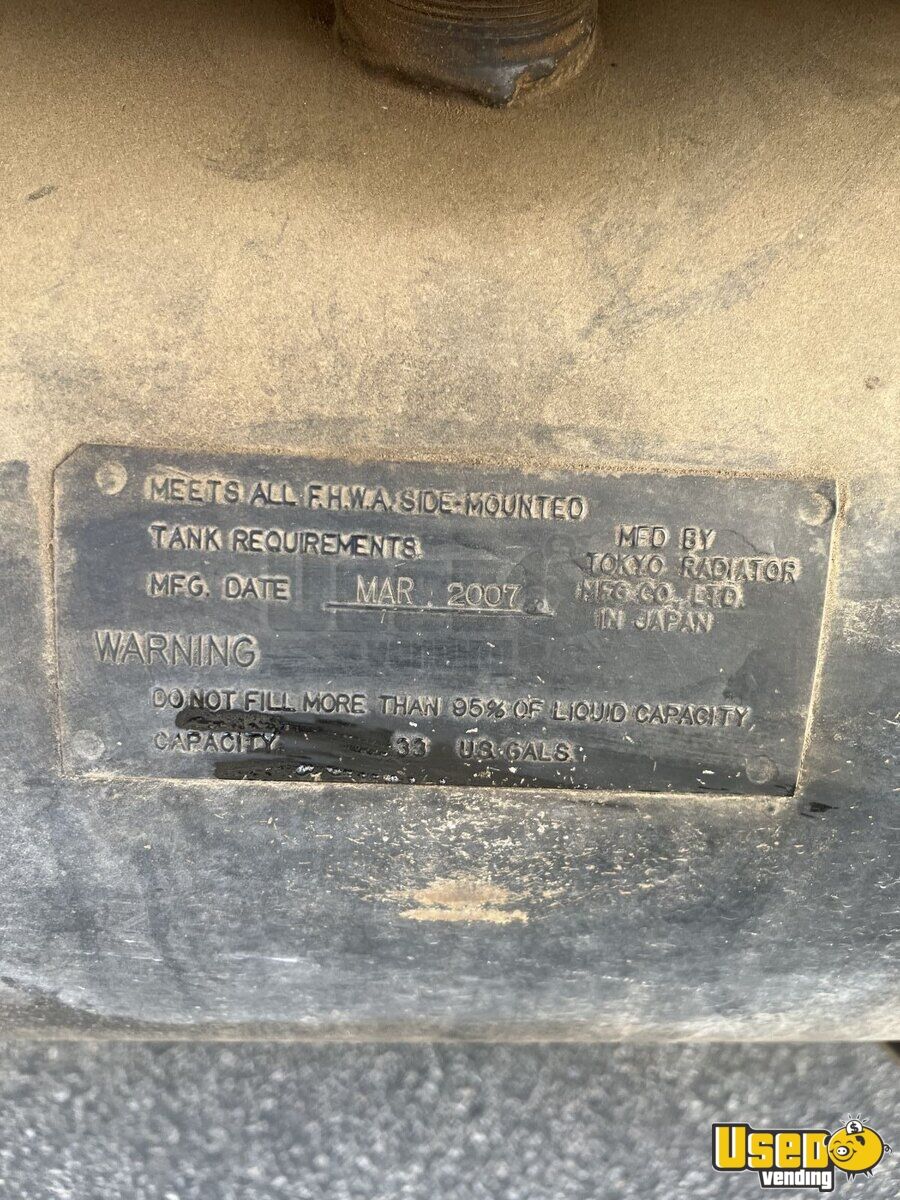 MEETS ALL F.H.W.A. SIDE-MOUNTED
TANK REQUIREMENTS.
MFG. DATE MAR . 2007
MFD BY
TOKYO RADIATOR
MFG CO., LTD.
IN JAPAN
WARNING
DO NOT FILL MORE THAN 95% OF LIQUID CAPACITY.
CAPACITY 33 US. GALS.
USED
vending